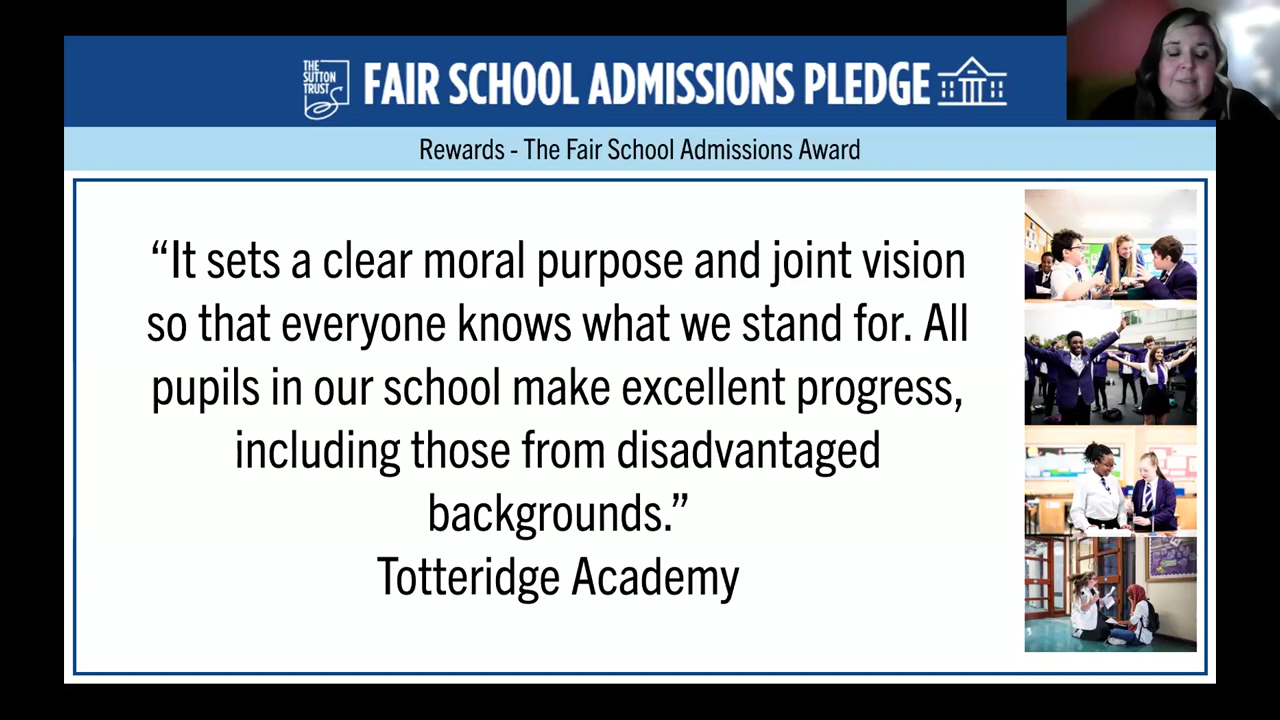 THE
SUTTON
TRUST
FAIR SCHOOL ADMISSIONS PLEDGE
Rewards - The Fair School Admissions Award
“It sets a clear moral purpose and joint vision
so that everyone knows what we stand for. All
pupils in our school make excellent progress,
including those from disadvantaged
backgrounds.”
Totteridge Academy